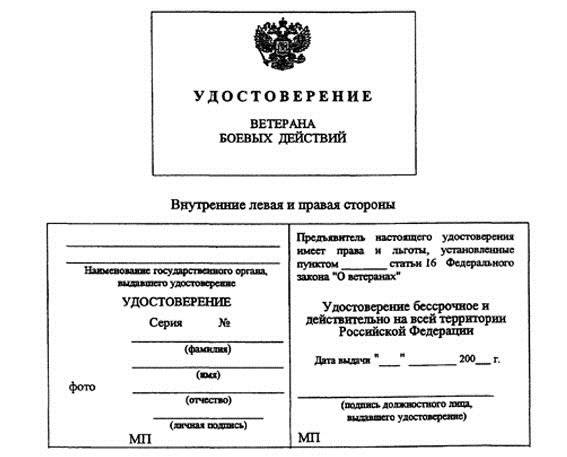 УДОСТОВЕРЕНИЕ
ВЕТЕРАНА
БОЕВЫХ ДЕЙСТВИЙ
Внутренние левая и правая стороны
Наименование государственного органа,
выдавшего удостоверение
УДОСТОВЕРЕНИЕ
Серия №
(фамилия)
(имя)
фото
(отчество)
(личная подпись)
МП
Предъявитель настоящего удостоверения
имеет права и льготы, установленные
пунктом ________ статьи 16 Федерального
закона "О ветеранах"
Удостоверение бессрочное и
действительно на всей территории
Российской Федерации
Дата выдачи "___" ________ 200___ г.
(подпись должностного лица,
выдавшего удостоверение)
МП